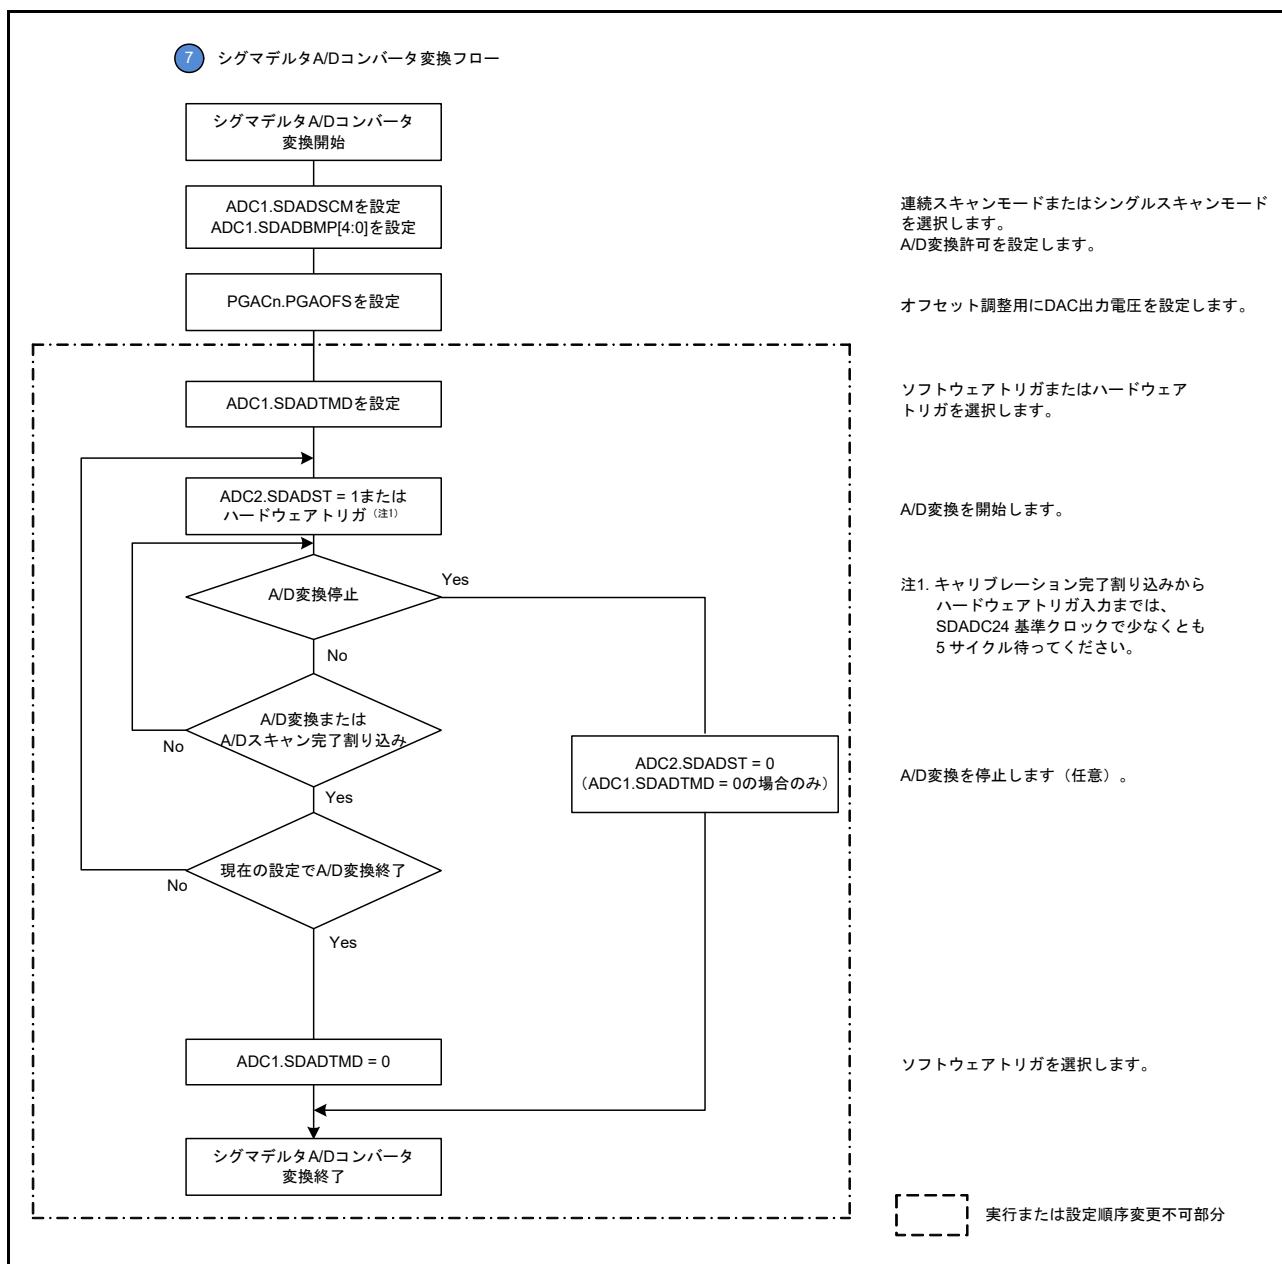 7 シグマデルタA/Dコンバータ変換フロー
シグマデルタA/Dコンバータ
変換開始
ADC1.SDADSCMを設定
ADC1.SDADBMP[4:0]を設定
連続スキャンモードまたはシングルスキャンモード
を選択します。
A/D変換許可を設定します。
PGACn.PGAOFSを設定
オフセット調整用にDAC出力電圧を設定します。
ADC1.SDADTMDを設定
ソフトウェアトリガまたはハードウェア
トリガを選択します。
ADC2.SDADST = 1または
ハードウェアトリガ（注1）
A/D変換を開始します。
A/D変換停止
Yes
No
注1. キャリブレーション完了割り込みから
ハードウェアトリガ入力までは、
SDADC24 基準クロックで少なくとも
5 サイクル待ってください。
A/D変換または
A/Dスキャン完了割り込み
No
Yes
ADC2.SDADST = 0
（ADC1.SDADTMD = 0の場合のみ）
A/D変換を停止します（任意）。
現在の設定でA/D変換終了
No
Yes
ADC1.SDADTMD = 0
ソフトウェアトリガを選択します。
シグマデルタA/Dコンバータ
変換終了
実行または設定順序変更不可部分